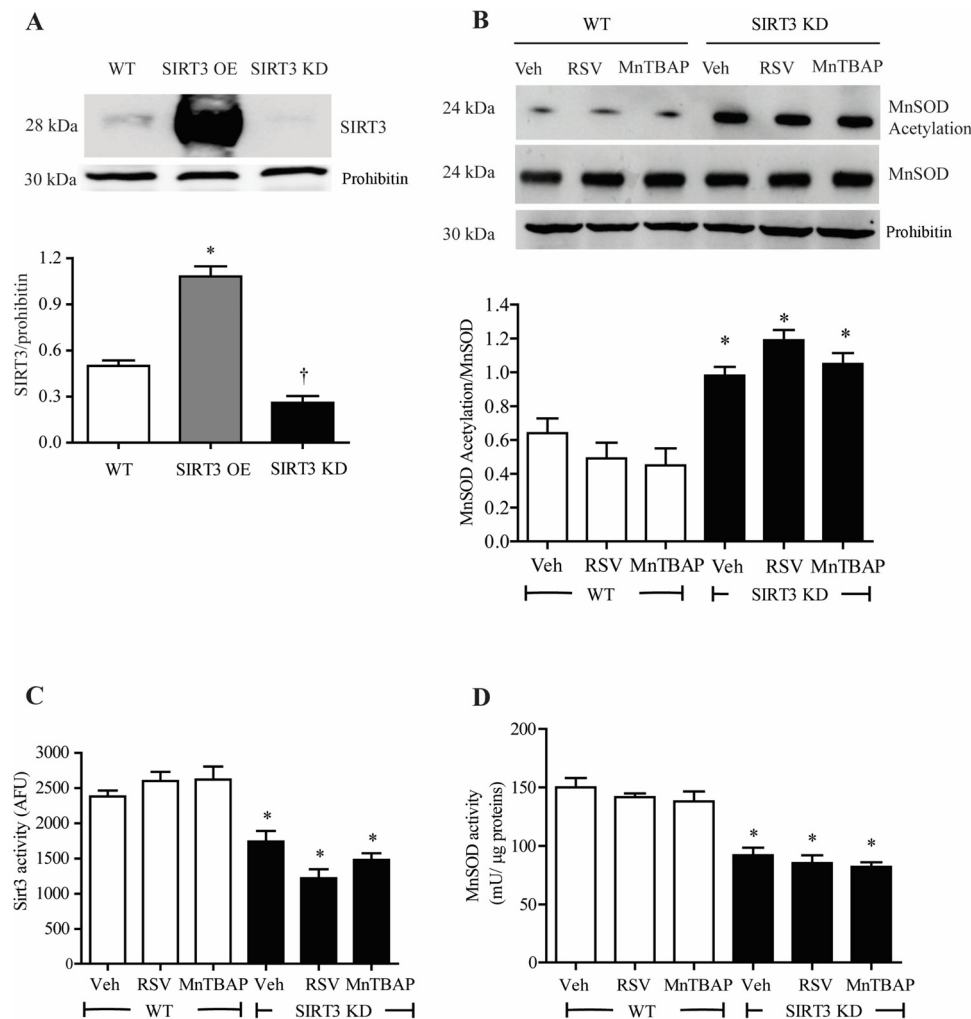 A
WT SIRT3 OE SIRT3 KD
28 kDa SIRT3
30 kDa Prohibitin
SIRT3/prohibitin
1.2
0.9
0.6
0.3
0.0
*
†
WT SIRT3 OE SIRT3 KD
B
WT SIRT3 KD
Veh RSV MnTBAP Veh RSV MnTBAP
24 kDa MnSOD
Acetylation
24 kDa MnSOD
30 kDa Prohibitin
MnSOD Acetylation/MnSOD
1.4
1.2
1.0
0.8
0.6
0.4
0.2
0.0
* * *
Veh RSV MnTBAP Veh RSV MnTBAP
WT SIRT3 KD
C
Sirt3 activity (AFU)
3000
2500
2000
1500
1000
500
0
* * *
Veh RSV MnTBAP Veh RSV MnTBAP
WT SIRT3 KD
D
MnSOD activity
(mU/ μg proteins)
200
150
100
50
0
* * *
Veh RSV MnTBAP Veh RSV MnTBAP
WT SIRT3 KD